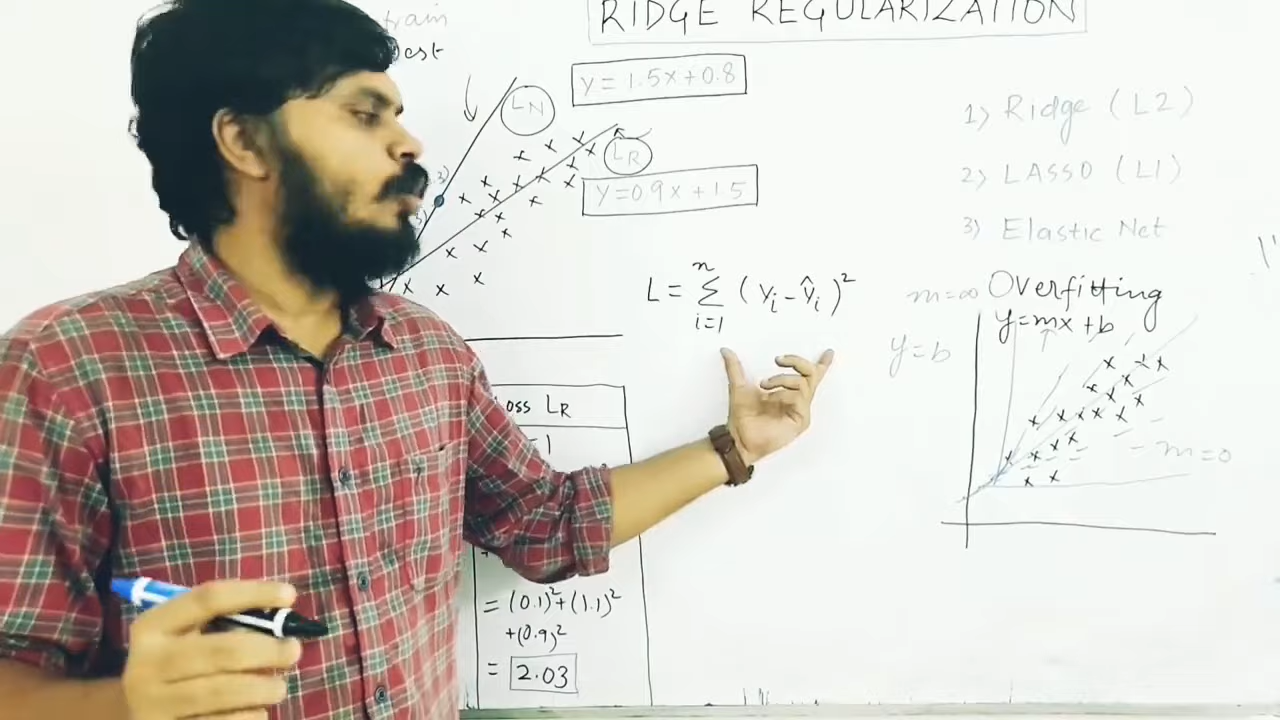 train
RIDGE REGULARIZATION
LN
y = 1.5x+0.8
LR
y=0.9x+1.5
1) Ridge (L2)
2) LASSO (L1)
3) Elastic Net
L = n Σ i=1 (yi - ŷi)²
m=∞ Overfitting
y=mx+b
y=b
m=0
Loss LR
= (0.1)²+(1.1)²
+(0.9)²
= 2.03